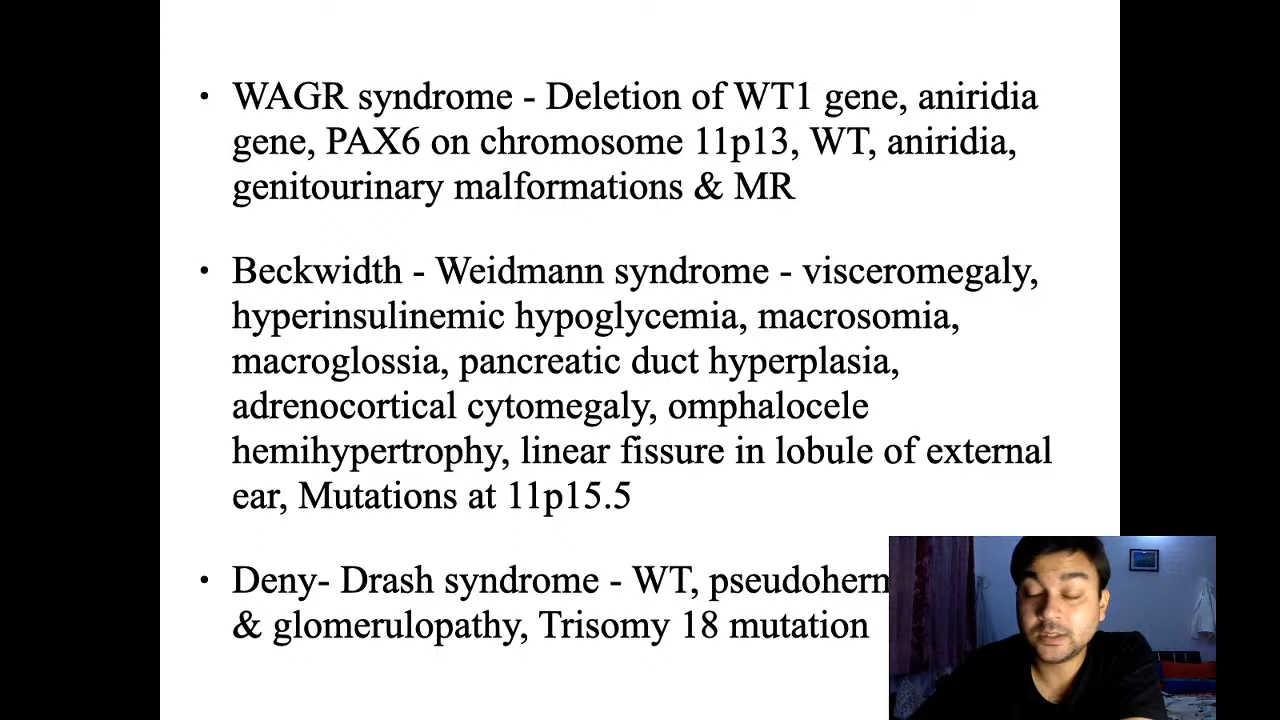 • WAGR syndrome - Deletion of WT1 gene, aniridia
gene, PAX6 on chromosome 11p13, WT, aniridia,
genitourinary malformations & MR
• Beckwidth - Weidmann syndrome - visceromegaly,
hyperinsulinemic hypoglycemia, macrosomia,
macroglossia, pancreatic duct hyperplasia,
adrenocortical cytomegaly, omphalocele
hemihypertrophy, linear fissure in lobule of external
ear, Mutations at 11p15.5
• Deny- Drash syndrome - WT,
& glomerulopathy, Trisomy 18 mutation